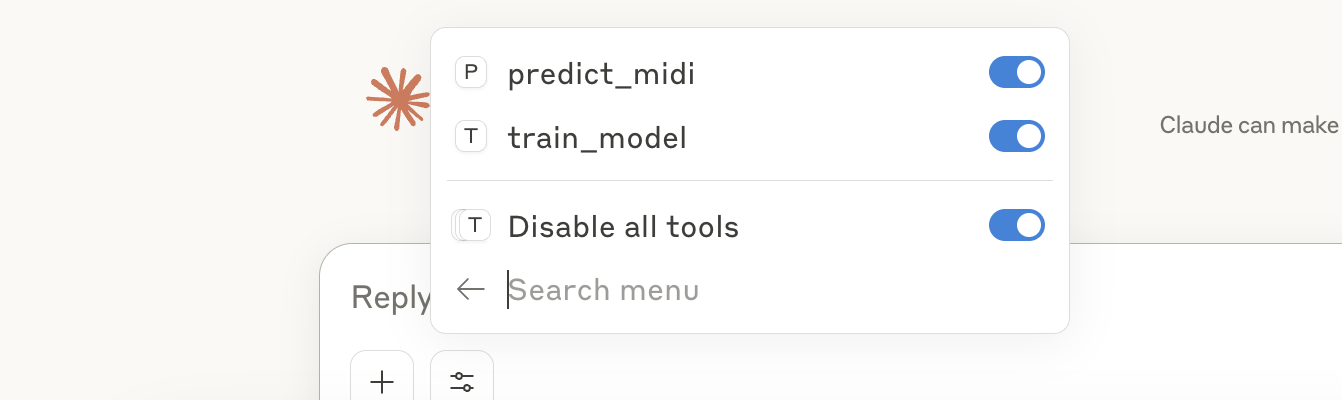 P predict_midi
T train_model
Claude can make
T Disable all tools
Search menu
Reply